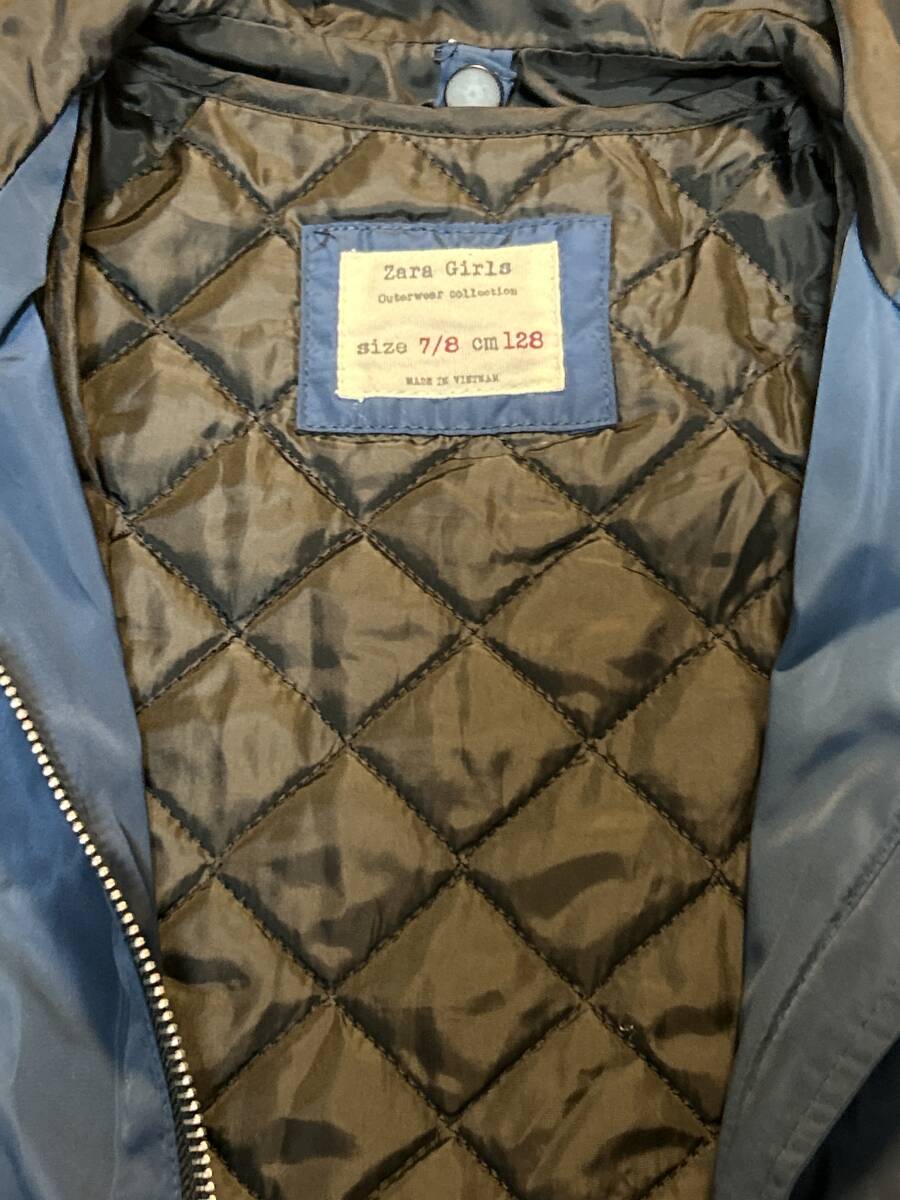 Zara Girls
Outerwear collection
size 7/8 cm 128
MADE IN VIETNAM